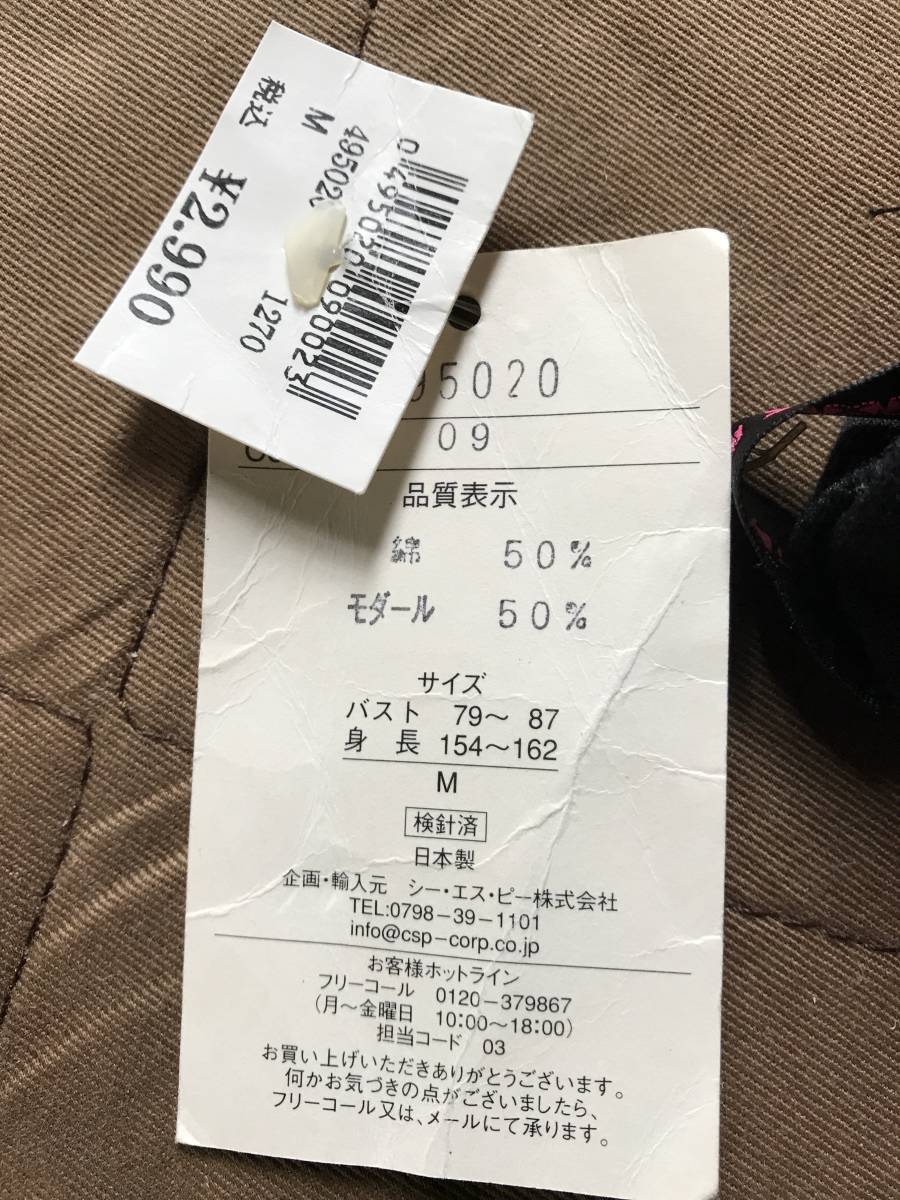 税込 ¥2.990
M
495020 1270
0495020090023
95020
09
品質表示
綿 50%
モダール 50%
サイズ
バスト 79～ 87
身 長 154～162
M
検針済
日本製
企画・輸入元 シー・エス・ピー株式会社
TEL:0798−39−1101
info@csp−corp.co.jp
お客様ホットライン
フリーコール 0120−379867
(月～金曜日 10:00～18:00)
担当コード 03
お買い上げいただきありがとうございます。
何かお気づきの点がございましたら、
フリーコール又は、メールにて承ります。